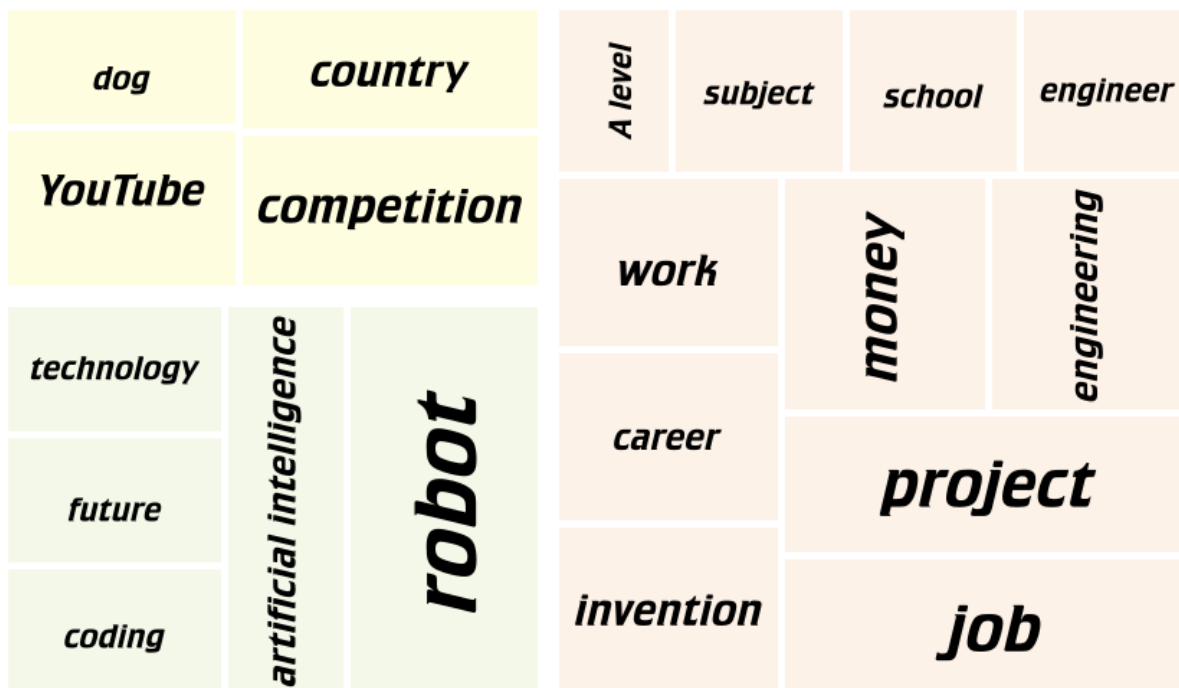 dog
country
YouTube
competition
technology
future
coding
artificial intelligence
robot
A level
subject
school
engineer
work
money
engineering
career
project
invention
job